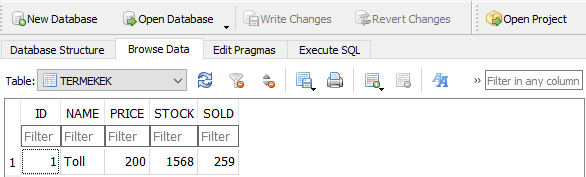 New Database Open Database Write Changes Revert Changes Open Project
Database Structure Browse Data Edit Pragmas Execute SQL
Table: TERMEKEK » Filter in any column
ID NAME PRICE STOCK SOLD
Filter Filter Filter Filter Filter
1 1 Toll 200 1568 259